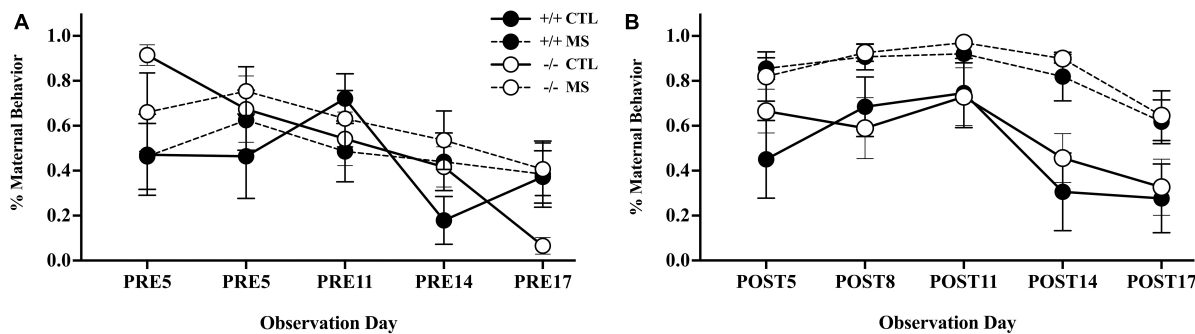 A
% Maternal Behavior
1.0
0.8
0.6
0.4
0.2
0.0
PRE5 PRE5 PRE11 PRE14 PRE17
Observation Day
+/+ CTL
+/+ MS
-/- CTL
-/- MS
B
% Maternal Behavior
1.0
0.8
0.6
0.4
0.2
0.0
POST5 POST8 POST11 POST14 POST17
Observation Day